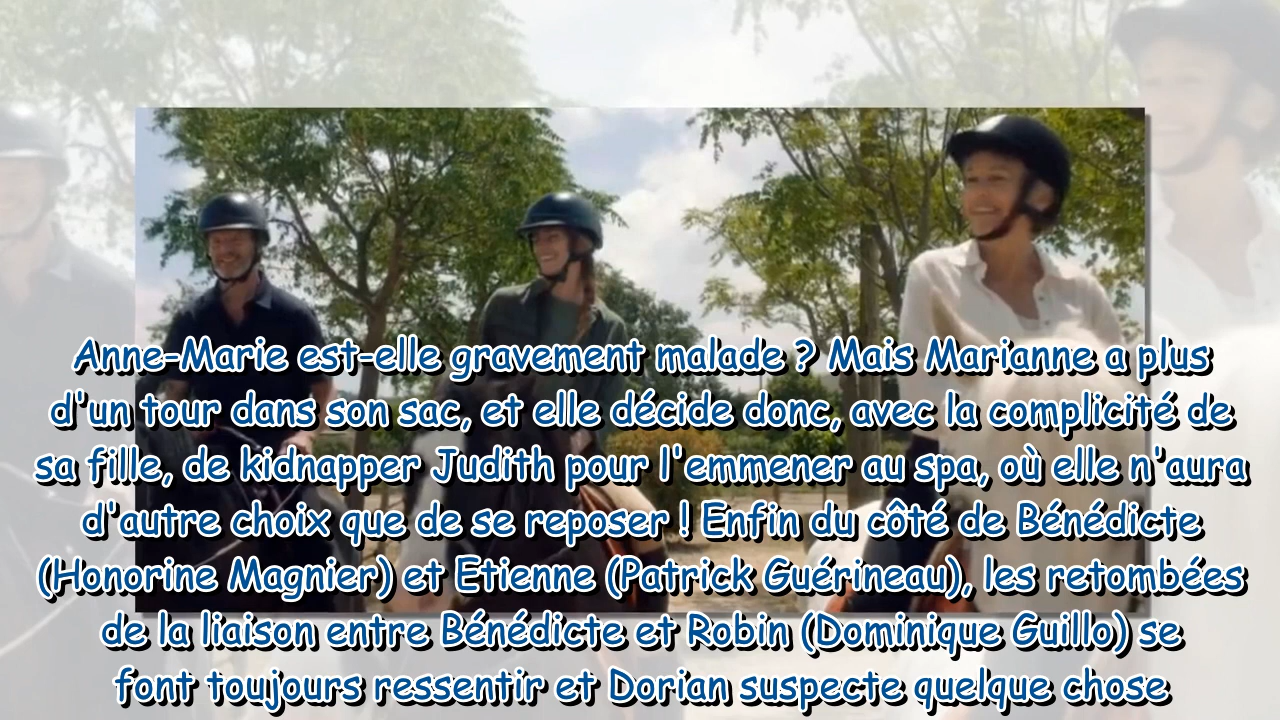 Anne-Marie est-elle gravement malade ? Mais Marianne a plus
d'un tour dans son sac, et elle décide donc, avec la complicité de
sa fille, de kidnapper Judith pour l'emmener au spa, où elle n'aura
d'autre choix que de se reposer ! Enfin du côté de Bénédicte
(Honorine Magnier) et Etienne (Patrick Guérineau), les retombées
de la liaison entre Bénédicte et Robin (Dominique Guillo) se
font toujours ressentir et Dorian suspecte quelque chose